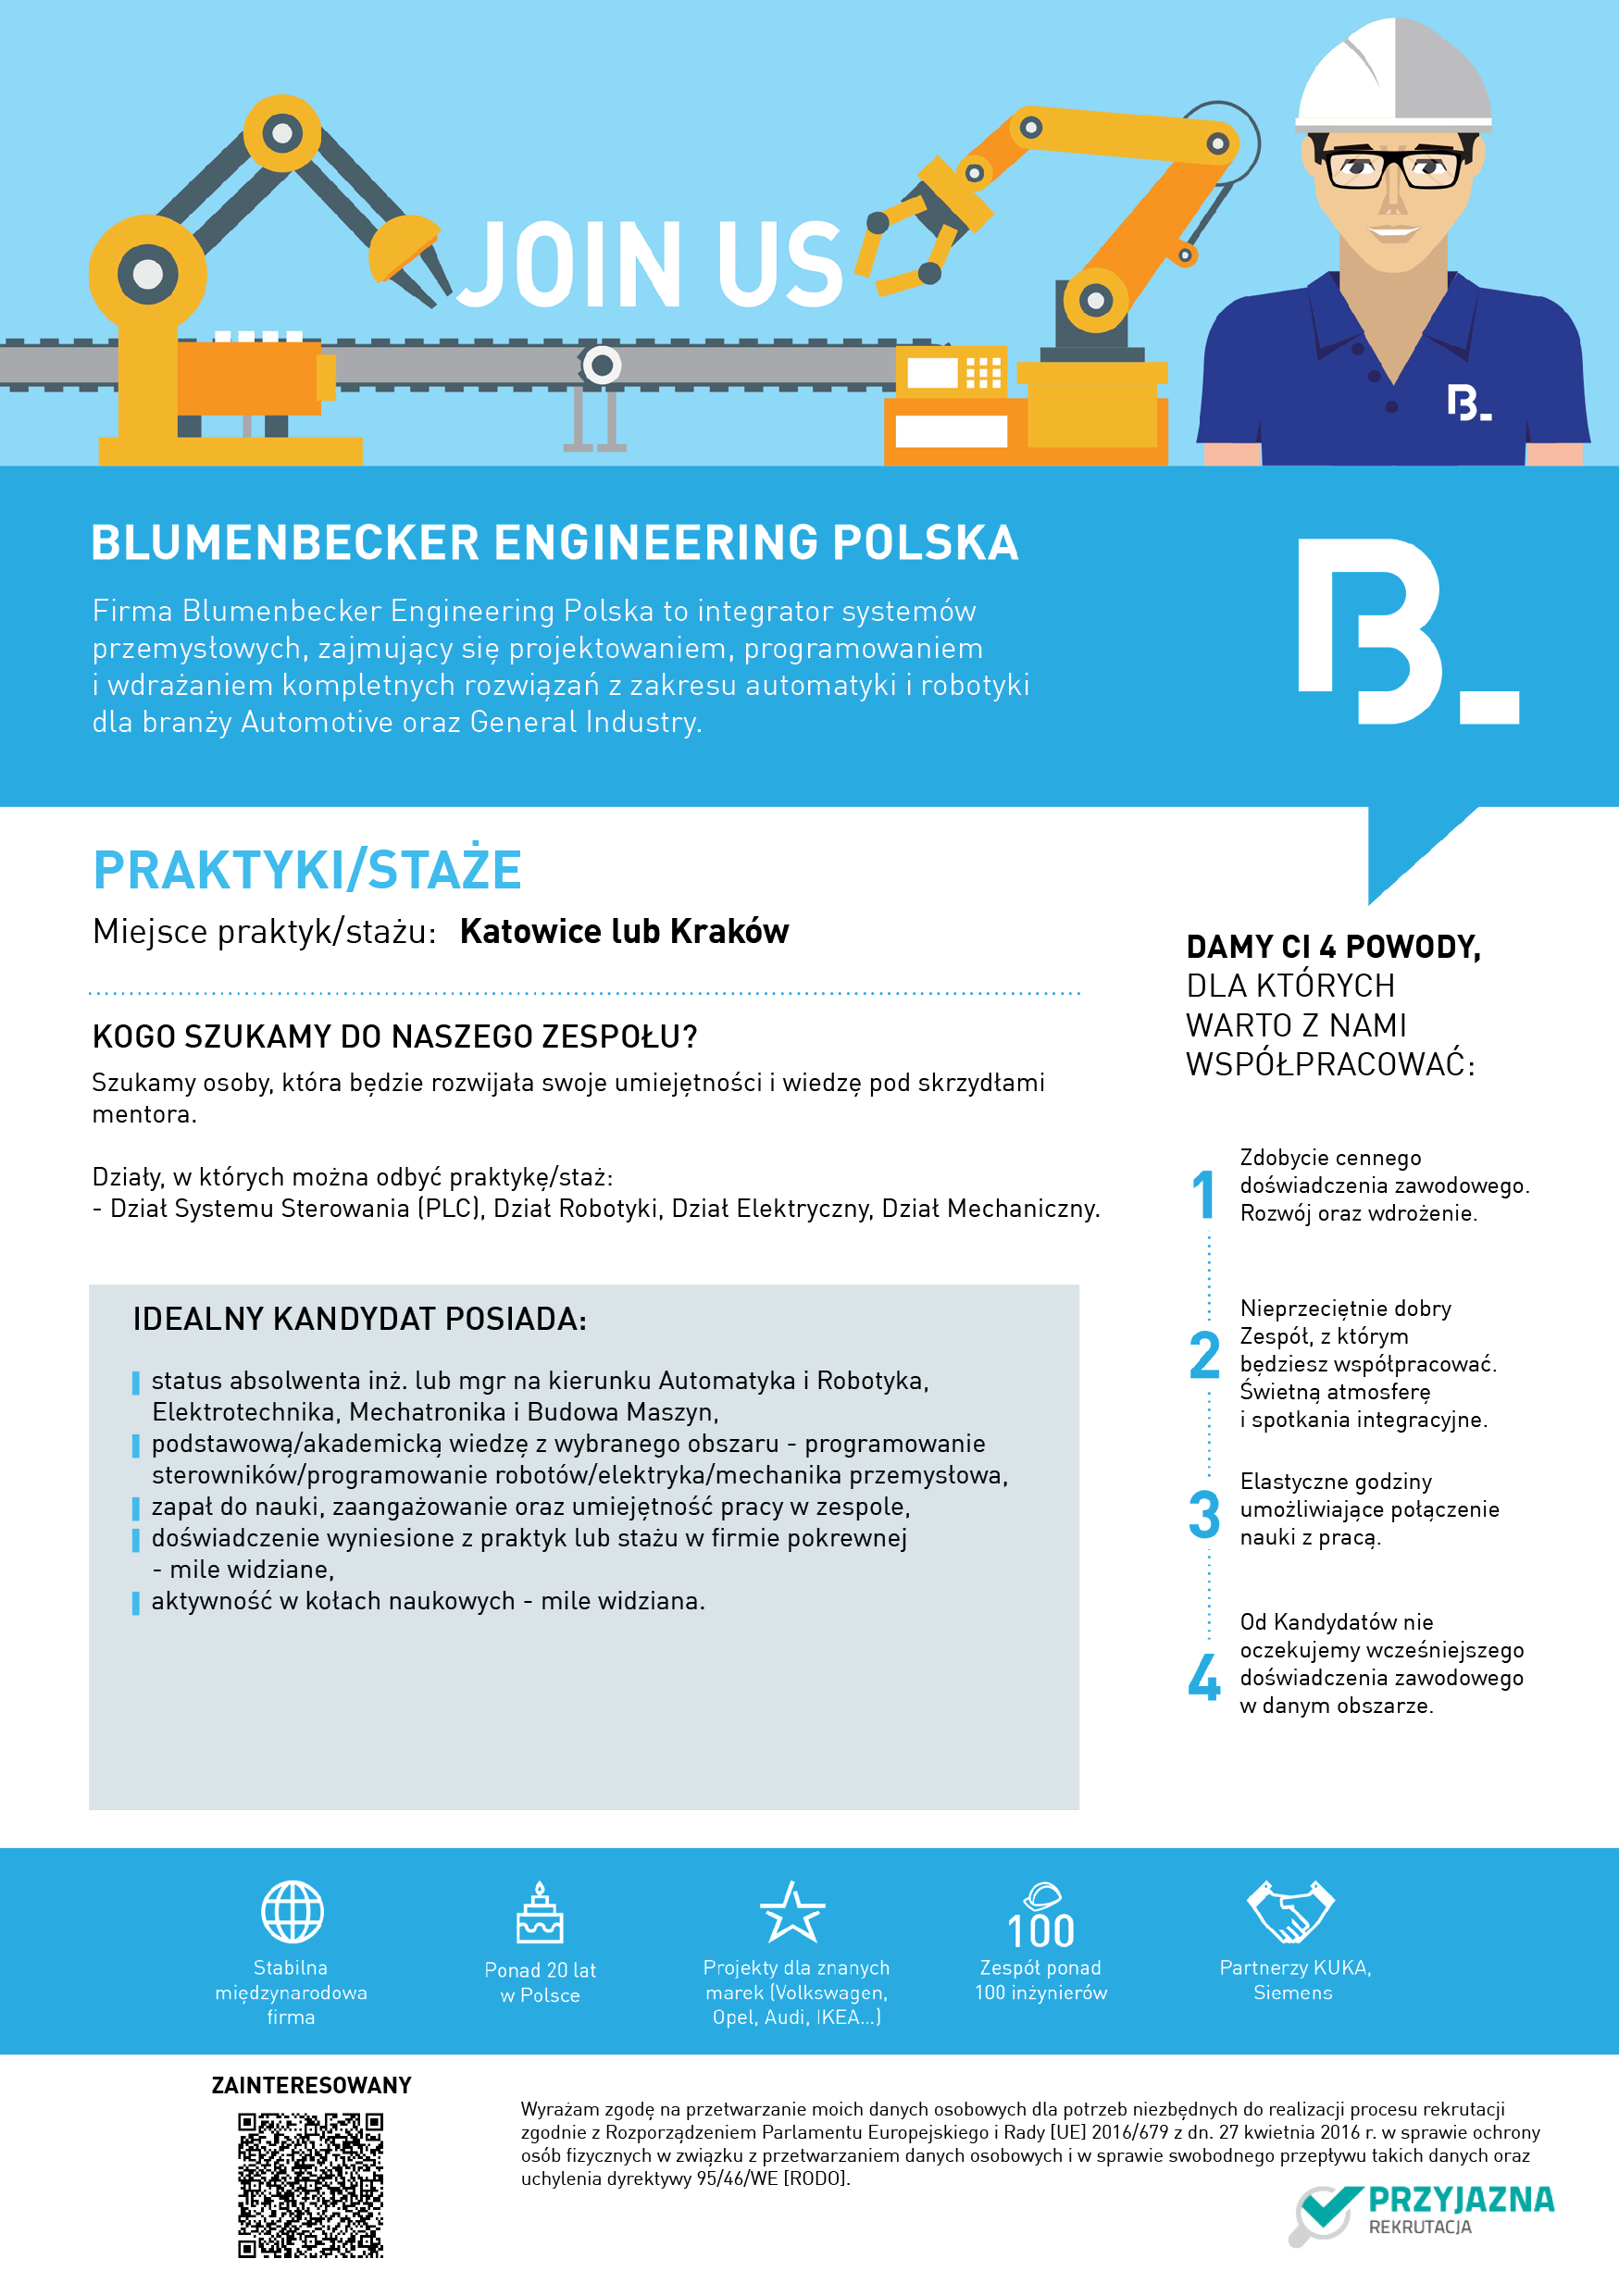 JOIN US
B_
BLUMENBECKER ENGINEERING POLSKA
Firma Blumenbecker Engineering Polska to integrator systemów
przemysłowych, zajmujący się projektowaniem, programowaniem
i wdrażaniem kompletnych rozwiązań z zakresu automatyki i robotyki
dla branży Automotive oraz General Industry.
B_
PRAKTYKI/STAŻE
Miejsce praktyk/stażu: Katowice lub Kraków
KOGO SZUKAMY DO NASZEGO ZESPOŁU?
Szukamy osoby, która będzie rozwijała swoje umiejętności i wiedzę pod skrzydłami
mentora.
Działy, w których można odbyć praktykę/staż:
- Dział Systemu Sterowania (PLC), Dział Robotyki, Dział Elektryczny, Dział Mechaniczny.
IDEALNY KANDYDAT POSIADA:
status absolwenta inż. lub mgr na kierunku Automatyka i Robotyka,
Elektrotechnika, Mechatronika i Budowa Maszyn,
podstawową/akademicką wiedzę z wybranego obszaru - programowanie
sterowników/programowanie robotów/elektryka/mechanika przemysłowa,
zapał do nauki, zaangażowanie oraz umiejętność pracy w zespole,
doświadczenie wyniesione z praktyk lub stażu w firmie pokrewnej
- mile widziane,
aktywność w kołach naukowych - mile widziana.
DAMY CI 4 POWODY,
DLA KTÓRYCH
WARTO Z NAMI
WSPÓŁPRACOWAĆ:
1
Zdobycie cennego
doświadczenia zawodowego.
Rozwój oraz wdrożenie.
2
Nieprzeciętnie dobry
Zespół, z którym
będziesz współpracować.
Świetną atmosferę
i spotkania integracyjne.
3
Elastyczne godziny
umożliwiające połączenie
nauki z pracą.
4
Od Kandydatów nie
oczekujemy wcześniejszego
doświadczenia zawodowego
w danym obszarze.
Stabilna
międzynarodowa
firma
Ponad 20 lat
w Polsce
Projekty dla znanych
marek (Volkswagen,
Opel, Audi, IKEA...)
100
Zespół ponad
100 inżynierów
Partnerzy KUKA,
Siemens
ZAINTERESOWANY
Wyrażam zgodę na przetwarzanie moich danych osobowych dla potrzeb niezbędnych do realizacji procesu rekrutacji
zgodnie z Rozporządzeniem Parlamentu Europejskiego i Rady [UE] 2016/679 z dn. 27 kwietnia 2016 r. w sprawie ochrony
osób fizycznych w związku z przetwarzaniem danych osobowych i w sprawie swobodnego przepływu takich danych oraz
uchylenia dyrektywy 95/46/WE [RODO].
PRZYJAZNA
REKRUTACJA